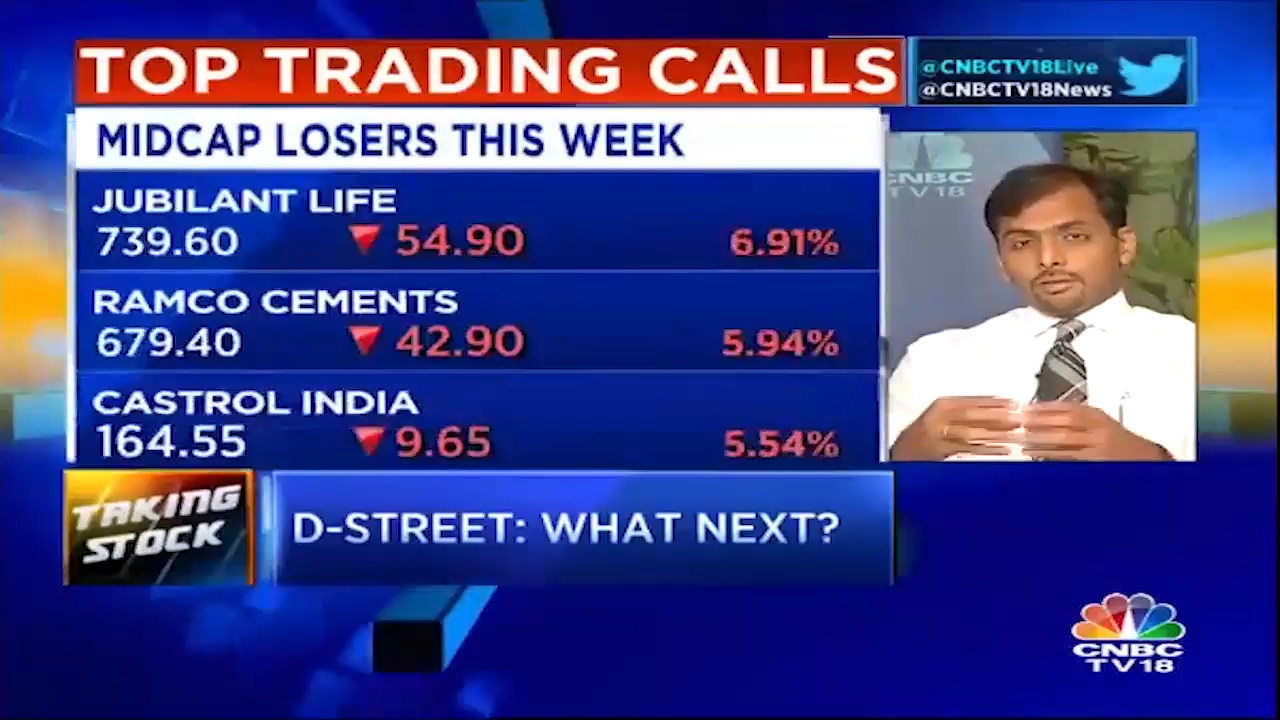 TOP TRADING CALLS
@CNBCTV18Live
@CNBCTV18News
MIDCAP LOSERS THIS WEEK
CNBC
TV18
JUBILANT LIFE
739.60 ▼ 54.90 6.91%
RAMCO CEMENTS
679.40 ▼ 42.90 5.94%
CASTROL INDIA
164.55 ▼ 9.65 5.54%
TAKING
STOCK
D-STREET: WHAT NEXT?
CNBC
TV18